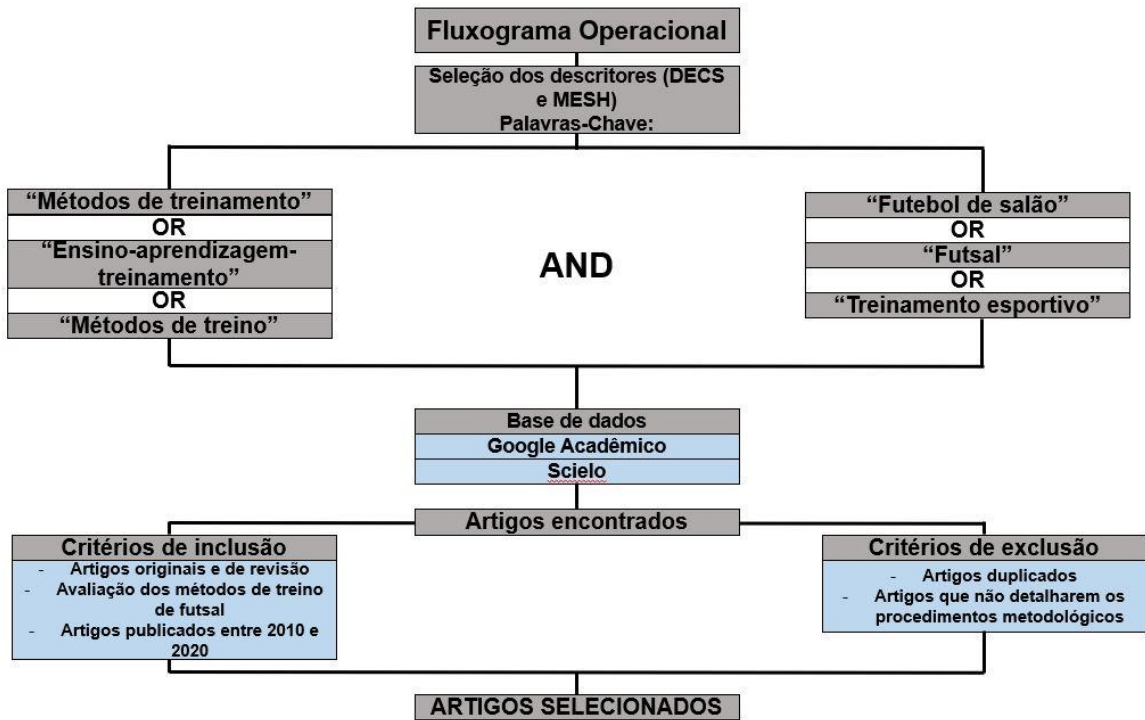 Fluxograma Operacional
Seleção dos descritores (DECS
e MESH)
Palavras-Chave:
“Métodos de treinamento”
OR
“Ensino-aprendizagem-
treinamento”
OR
“Métodos de treino”
AND
“Futebol de salão”
OR
“Futsal”
OR
“Treinamento esportivo”
Base de dados
Google Acadêmico
Scielo
Artigos encontrados
Critérios de inclusão
- Artigos originais e de revisão
- Avaliação dos métodos de treino
de futsal
- Artigos publicados entre 2010 e
2020
Critérios de exclusão
- Artigos duplicados
- Artigos que não detalharem os
procedimentos metodológicos
ARTIGOS SELECIONADOS